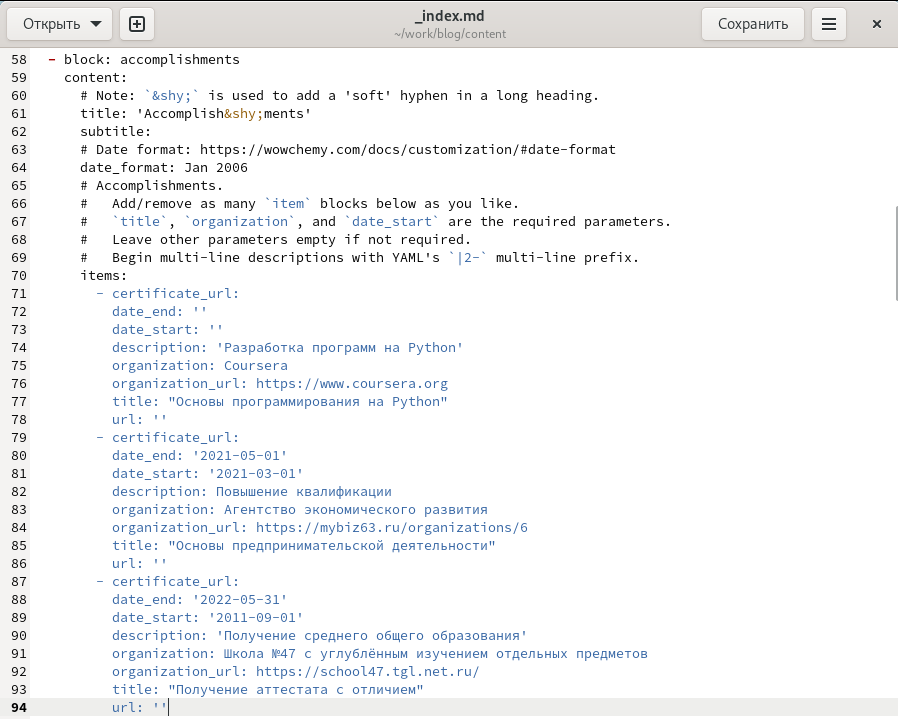 Открыть
_index.md
~/work/blog/content
Сохранить
58   - block: accomplishments
59     content:
60       # Note: `&shy;` is used to add a 'soft' hyphen in a long heading.
61       title: 'Accomplish&shy;ments'
62       subtitle:
63       # Date format: https://wowchemy.com/docs/customization/#date-format
64       date_format: Jan 2006
65       # Accomplishments.
66       #   Add/remove as many `item` blocks below as you like.
67       #   `title`, `organization`, and `date_start` are the required parameters.
68       #   Leave other parameters empty if not required.
69       #   Begin multi-line descriptions with YAML's `|2-` multi-line prefix.
70       items:
71         - certificate_url:
72           date_end: ''
73           date_start: ''
74           description: 'Разработка программ на Python'
75           organization: Coursera
76           organization_url: https://www.coursera.org
77           title: "Основы программирования на Python"
78           url: ''
79         - certificate_url:
80           date_end: '2021-05-01'
81           date_start: '2021-03-01'
82           description: Повышение квалификации
83           organization: Агентство экономического развития
84           organization_url: https://mybiz63.ru/organizations/6
85           title: "Основы предпринимательской деятельности"
86           url: ''
87         - certificate_url:
88           date_end: '2022-05-31'
89           date_start: '2011-09-01'
90           description: 'Получение среднего общего образования'
91           organization: Школа №47 с углублённым изучением отдельных предметов
92           organization_url: https://school47.tgl.net.ru/
93           title: "Получение аттестата с отличием"
94           url: ''